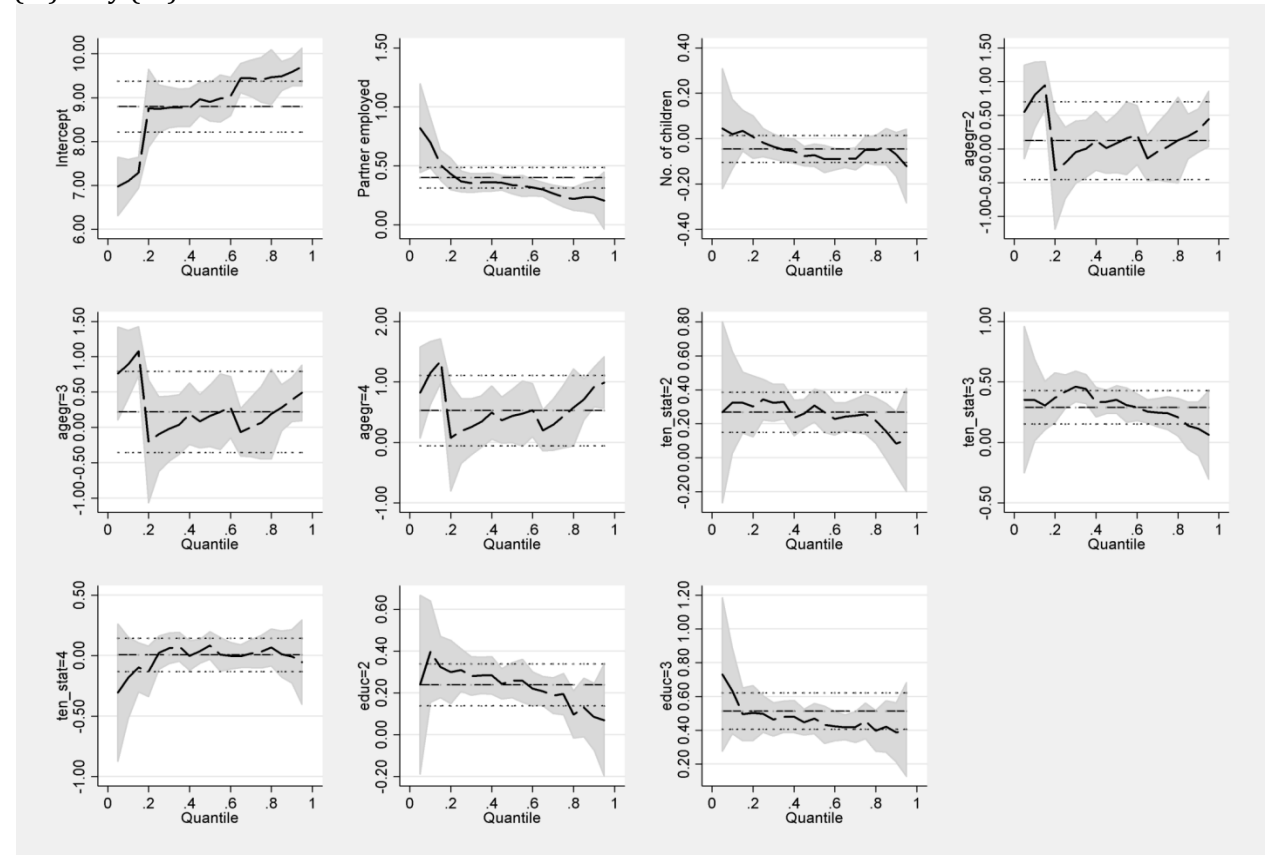 Intercept
6.00 7.00 8.00 9.00 10.00
0 .2 .4 .6 .8 1
Quantile
Partner employed
0.00 0.50 1.00 1.50
0 .2 .4 .6 .8 1
Quantile
No. of children
-0.40 -0.20 0.00 0.20 0.40
0 .2 .4 .6 .8 1
Quantile
agegr=2
-1.00 -0.50 0.00 0.50 1.00 1.50
0 .2 .4 .6 .8 1
Quantile
agegr=3
-1.00 -0.50 0.00 0.50 1.00 1.50
0 .2 .4 .6 .8 1
Quantile
agegr=4
-1.00 0.00 1.00 2.00
0 .2 .4 .6 .8 1
Quantile
ten_stat=2
-0.20 0.00 0.20 0.40 0.60 0.80
0 .2 .4 .6 .8 1
Quantile
ten_stat=3
-0.50 0.00 0.50 1.00
0 .2 .4 .6 .8 1
Quantile
ten_stat=4
-1.00 -0.50 0.00 0.50
0 .2 .4 .6 .8 1
Quantile
educ=2
-0.20 0.00 0.20 0.40 0.60
0 .2 .4 .6 .8 1
Quantile
educ=3
0.20 0.40 0.60 0.80 1.00 1.20
0 .2 .4 .6 .8 1
Quantile